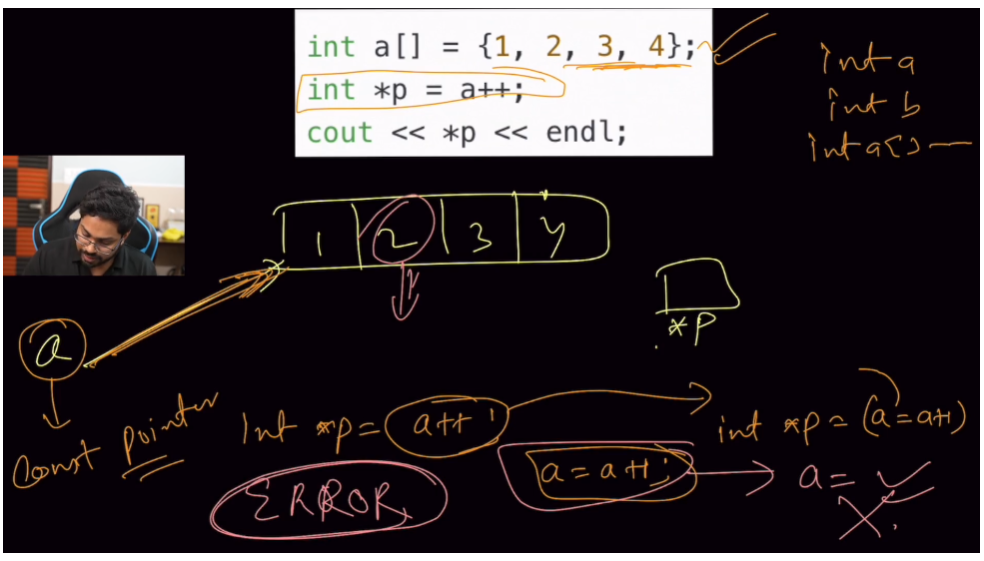 int a[] = {1, 2, 3, 4};
int *p = a++;
cout << *p << endl;
int a
int b
int a[] —
1 2 3 4
*p
a
const pointer
Int *p = a++
int *p = (a=a+1)
a = a+1;
a =
ERROR